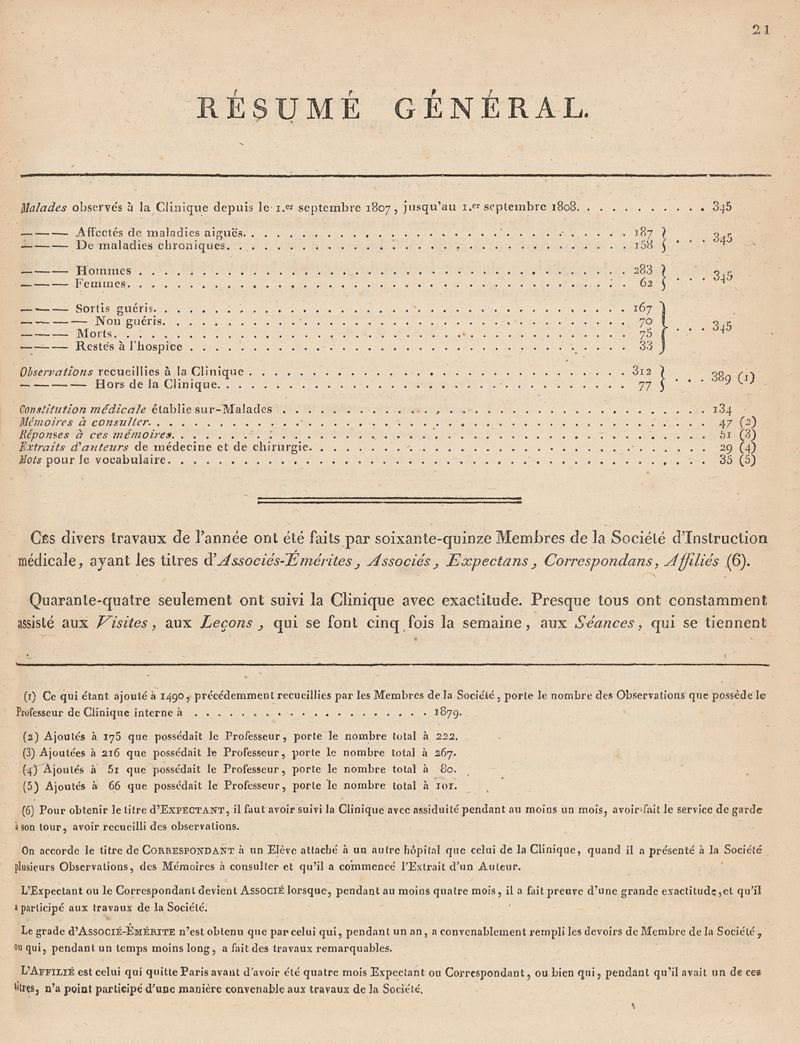 21
RÉSUMÉ GÉNÉRAL.
Malades observés à la Clinique depuis le 1.er septembre 1807, jusqu'au 1.er septembre 1808. . . . . . . . . . . 345
——— Affectés de maladies aiguës. . . . . . . . . . . . . . . . . . . . . . . . . . . 187 }
——— De maladies chroniques. . . . . . . . . . . . . . . . . . . . . . . . . . . . 158 } . . . 345
——— Hommes . . . . . . . . . . . . . . . . . . . . . . . . . . . . . . . . . . 283 }
——— Femmes. . . . . . . . . . . . . . . . . . . . . . . . . . . . . . . . . . . 62 } . . . 345
——— Sortis guéris. . . . . . . . . . . . . . . . . . . . . . . . . . . . . . . . . 167 }
————— Non guéris. . . . . . . . . . . . . . . . . . . . . . . . . . . . . . . . 70
——— Morts. . . . . . . . . . . . . . . . . . . . . . . . . . . . . . . . . . . . 75 } . . . 345
——— Restés à l'hospice . . . . . . . . . . . . . . . . . . . . . . . . . . . . . . 33
Observations recueillies à la Clinique . . . . . . . . . . . . . . . . . . . . . . . . . 312 }
————— Hors de la Clinique. . . . . . . . . . . . . . . . . . . . . . . . . . . 77 } . . . 389 (1)
Constitution médicale établie sur-Malades . . . . . . . . . . . . . . . . . . . . . . . . . . 134
Mémoires à consulter. . . . . . . . . . . . . . . . . . . . . . . . . . . . . . . . . . . 47 (2)
Réponses à ces mémoires. . . . . . . . . . . . . . . . . . . . . . . . . . . . . . . . . 51 (3)
Extraits d'auteurs de médecine et de chirurgie. . . . . . . . . . . . . . . . . . . . . . . . 29 (4)
Mots pour le vocabulaire. . . . . . . . . . . . . . . . . . . . . . . . . . . . . . . . . . 35 (5)
Ces divers travaux de l'année ont été faits par soixante-quinze Membres de la Société d'Instruction
médicale, ayant les titres d'Associés-Émérites, Associés, Expectans, Correspondans, Affiliés (6).
Quarante-quatre seulement ont suivi la Clinique avec exactitude. Presque tous ont constamment
assisté aux Visites, aux Leçons, qui se font cinq fois la semaine, aux Séances, qui se tiennent
(1) Ce qui étant ajouté à 1490, précédemment recueillies par les Membres de la Société, porte le nombre des Observations que possède le
Professeur de Clinique interne à . . . . . . . . . . . . . . . . . . . 1879.
(2) Ajoutés à 175 que possédait le Professeur, porte le nombre total à 222.
(3) Ajoutées à 216 que possédait le Professeur, porte le nombre total à 267.
(4) Ajoutés à 51 que possédait le Professeur, porte le nombre total à 80.
(5) Ajoutés à 66 que possédait le Professeur, porte le nombre total à 101.
(6) Pour obtenir le titre d'EXPECTANT, il faut avoir suivi la Clinique avec assiduité pendant au moins un mois, avoir fait le service de garde
à son tour, avoir recueilli des observations.
On accorde le titre de CORRESPONDANT à un Elève attaché à un autre hôpital que celui de la Clinique, quand il a présenté à la Société
plusieurs Observations, des Mémoires à consulter et qu'il a commencé l'Extrait d'un Auteur.
L'Expectant ou le Correspondant devient ASSOCIÉ lorsque, pendant au moins quatre mois, il a fait preuve d'une grande exactitude, et qu'il
a participé aux travaux de la Société.
Le grade d'ASSOCIÉ-ÉMÉRITE n'est obtenu que par celui qui, pendant un an, a convenablement rempli les devoirs de Membre de la Société,
ou qui, pendant un temps moins long, a fait des travaux remarquables.
L'AFFILIÉ est celui qui quitte Paris avant d'avoir été quatre mois Expectant ou Correspondant, ou bien qui, pendant qu'il avait un de ces
titres, n'a point participé d'une manière convenable aux travaux de la Société.